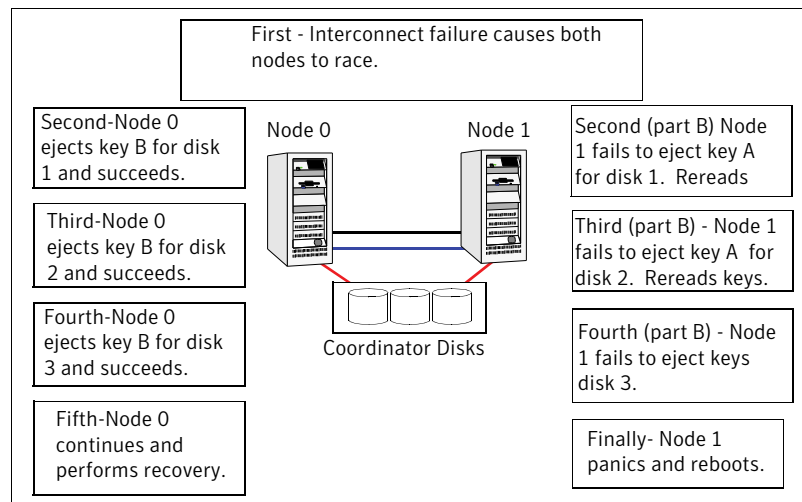 First - Interconnect failure causes both
nodes to race.
Second-Node 0
ejects key B for disk
1 and succeeds.
Node 0
Node 1
Second (part B) Node
1 fails to eject key A
for disk 1.  Rereads
Third-Node 0
ejects key B for disk
2 and succeeds.
Third (part B) - Node 1
fails to eject key A  for
disk 2.  Rereads keys.
Fourth-Node 0
ejects key B for disk
3 and succeeds.
Coordinator Disks
Fourth (part B) - Node
1 fails to eject keys
disk 3.
Fifth-Node 0
continues and
performs recovery.
Finally- Node 1
panics and reboots.